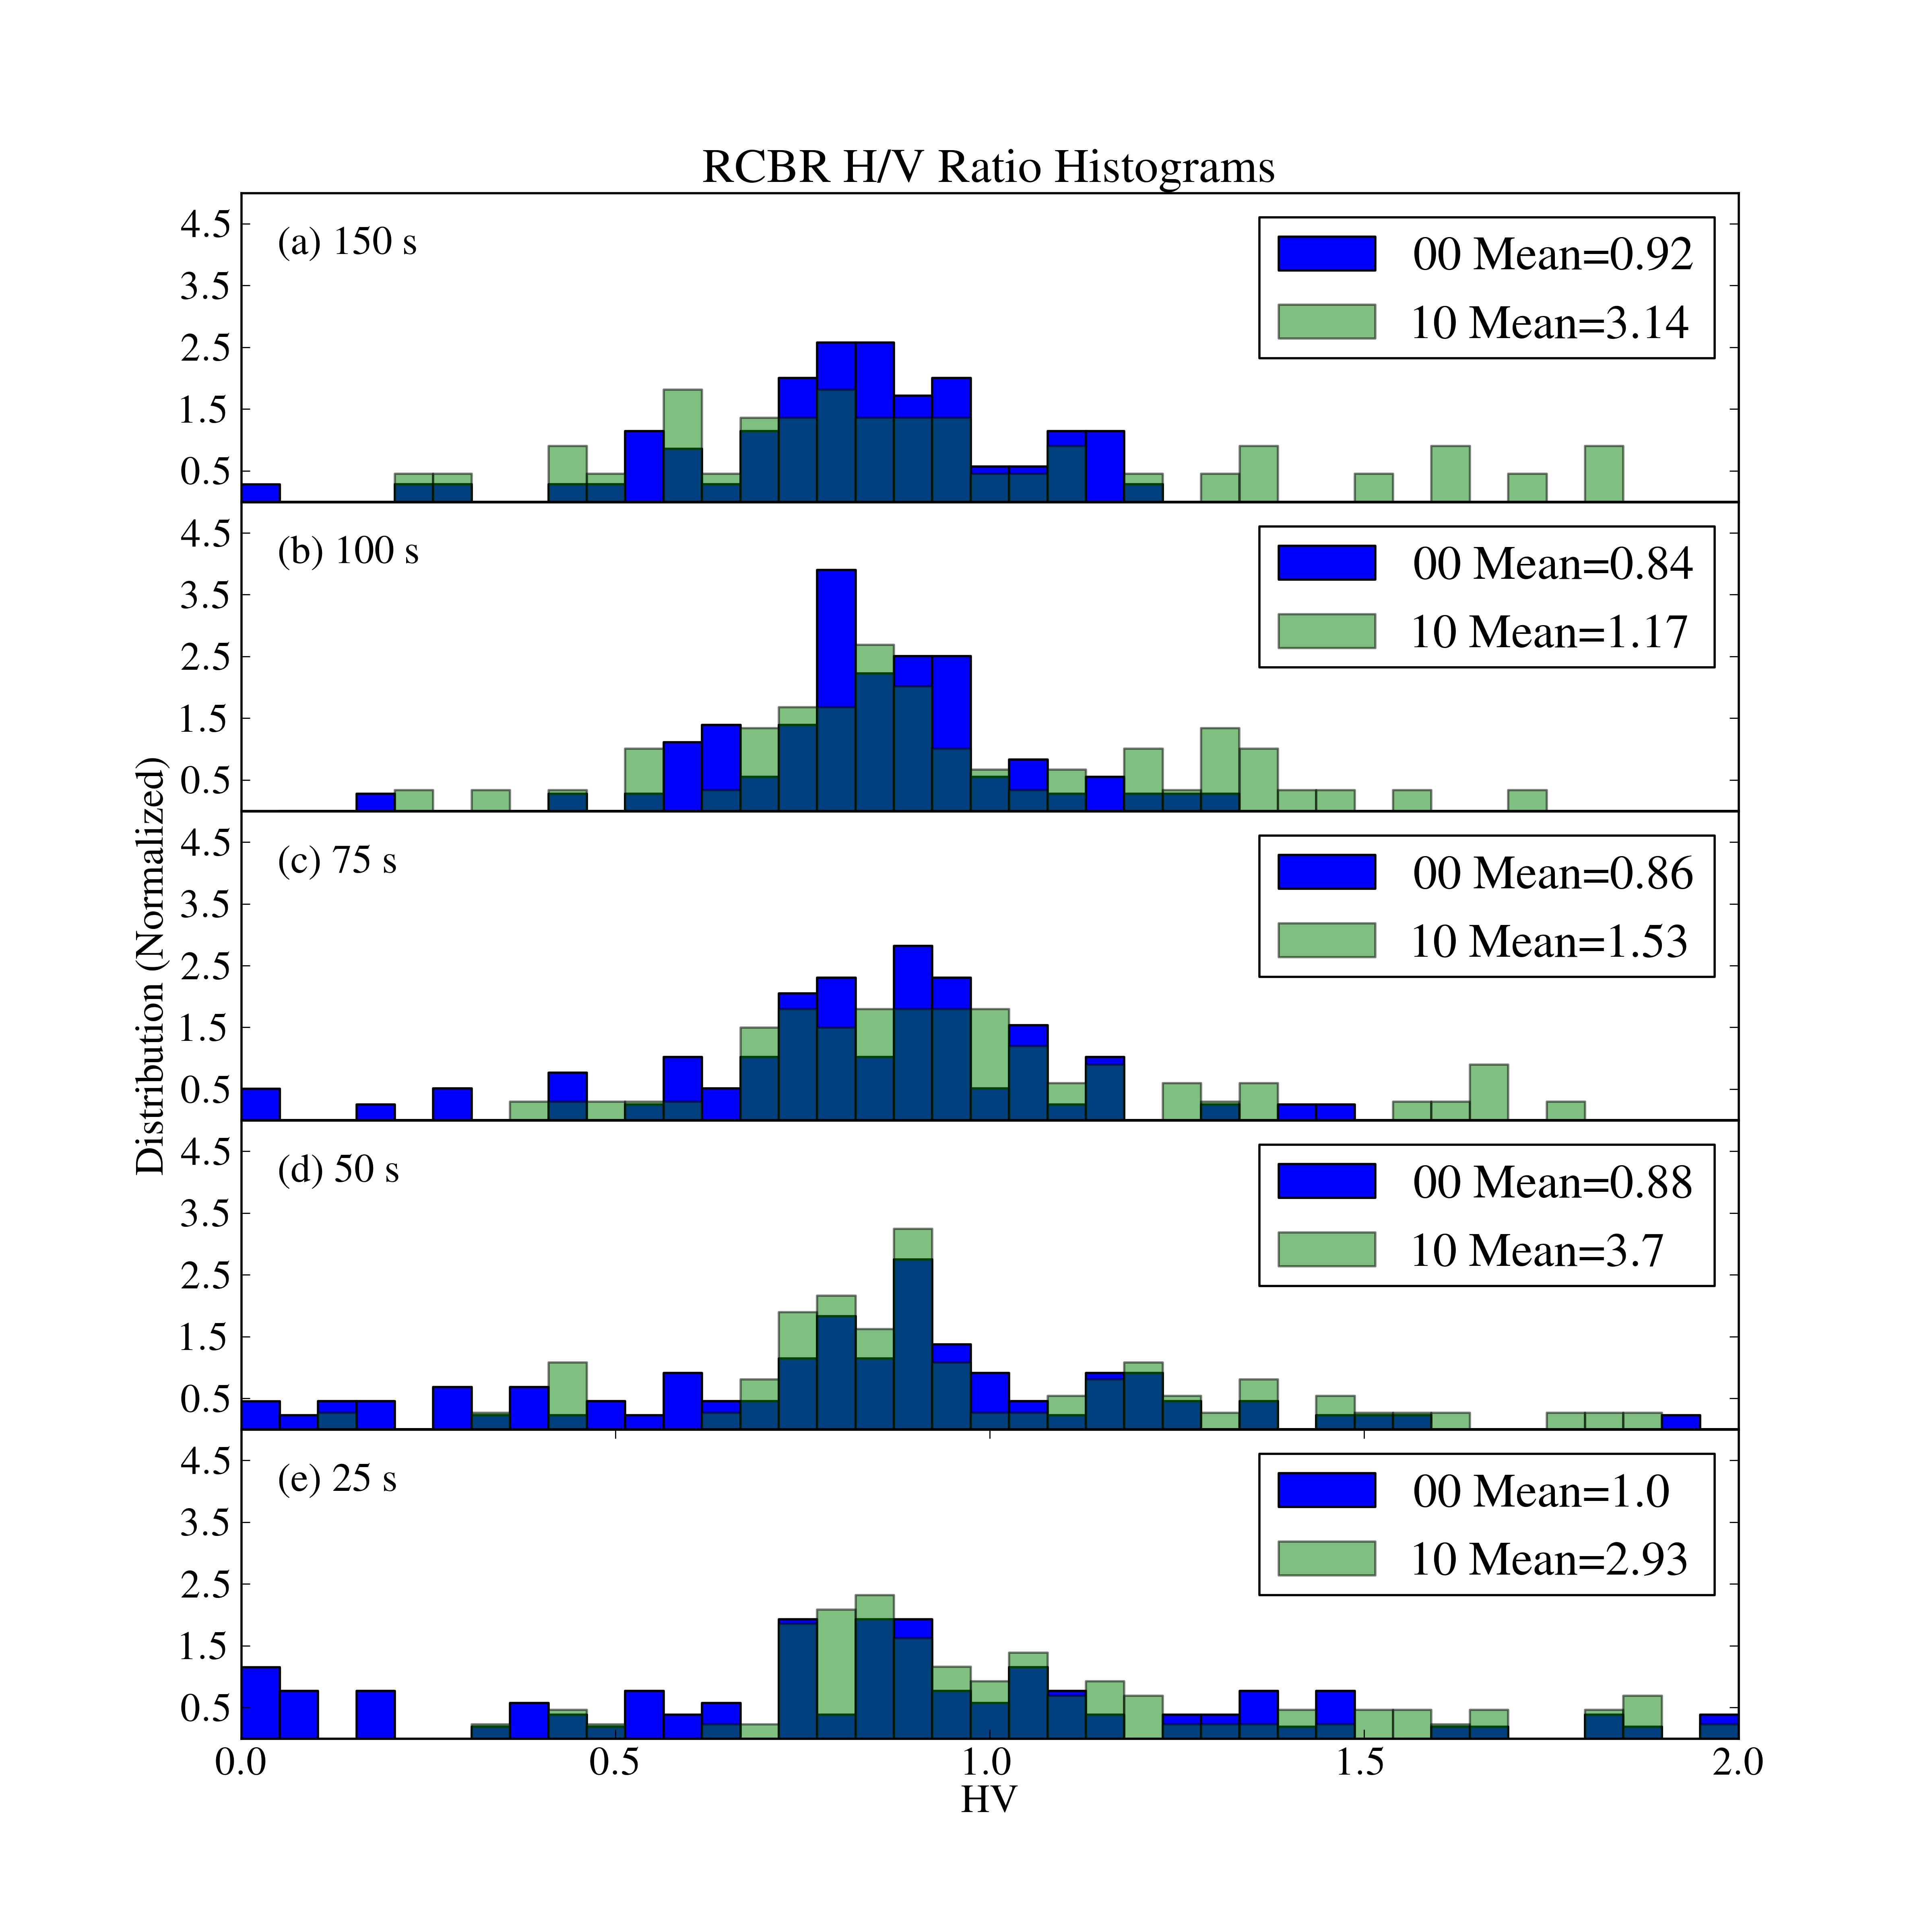 RCBR H/V Ratio Histograms
Distribution (Normalized)
(a) 150 s
4.5
3.5
2.5
1.5
0.5
00 Mean=0.92
10 Mean=3.14
(b) 100 s
4.5
3.5
2.5
1.5
0.5
00 Mean=0.84
10 Mean=1.17
(c) 75 s
4.5
3.5
2.5
1.5
0.5
00 Mean=0.86
10 Mean=1.53
(d) 50 s
4.5
3.5
2.5
1.5
0.5
00 Mean=0.88
10 Mean=3.7
(e) 25 s
4.5
3.5
2.5
1.5
0.5
00 Mean=1.0
10 Mean=2.93
0.0 0.5 1.0 1.5 2.0
HV